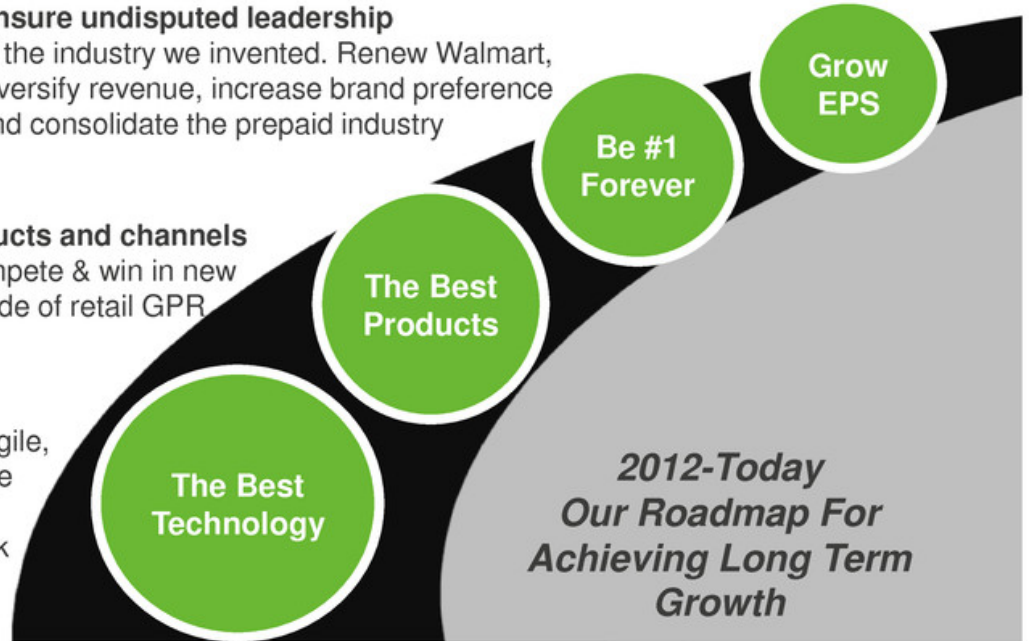 nsure undisputed leadership
the industry we invented. Renew Walmart,
versify revenue, increase brand preference
nd consolidate the prepaid industry
ucts and channels
mpete & win in new
de of retail GPR
gile,
e
k
Grow
EPS
Be #1
Forever
The Best
Products
The Best
Technology
2012-Today
Our Roadmap For
Achieving Long Term
Growth